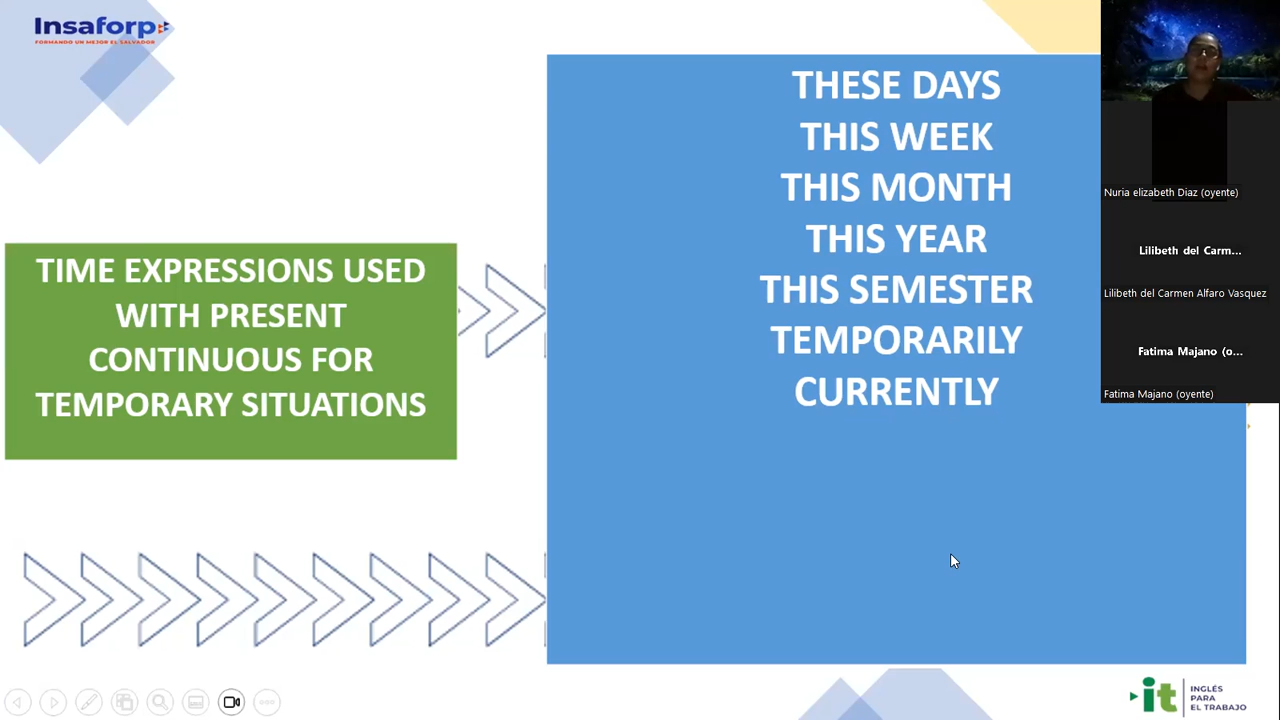 Insaforp
FORMANDO UN MEJOR EL SALVADOR
TIME EXPRESSIONS USED
WITH PRESENT
CONTINUOUS FOR
TEMPORARY SITUATIONS
THESE DAYS
THIS WEEK
THIS MONTH
THIS YEAR
THIS SEMESTER
TEMPORARILY
CURRENTLY
Nuria elizabeth Diaz (oyente)
Lilibeth del Carm...
Lilibeth del Carmen Alfaro Vasquez
Fatima Majano (o...
Fatima Majano (oyente)
it
INGLÉS
PARA
EL TRABAJO